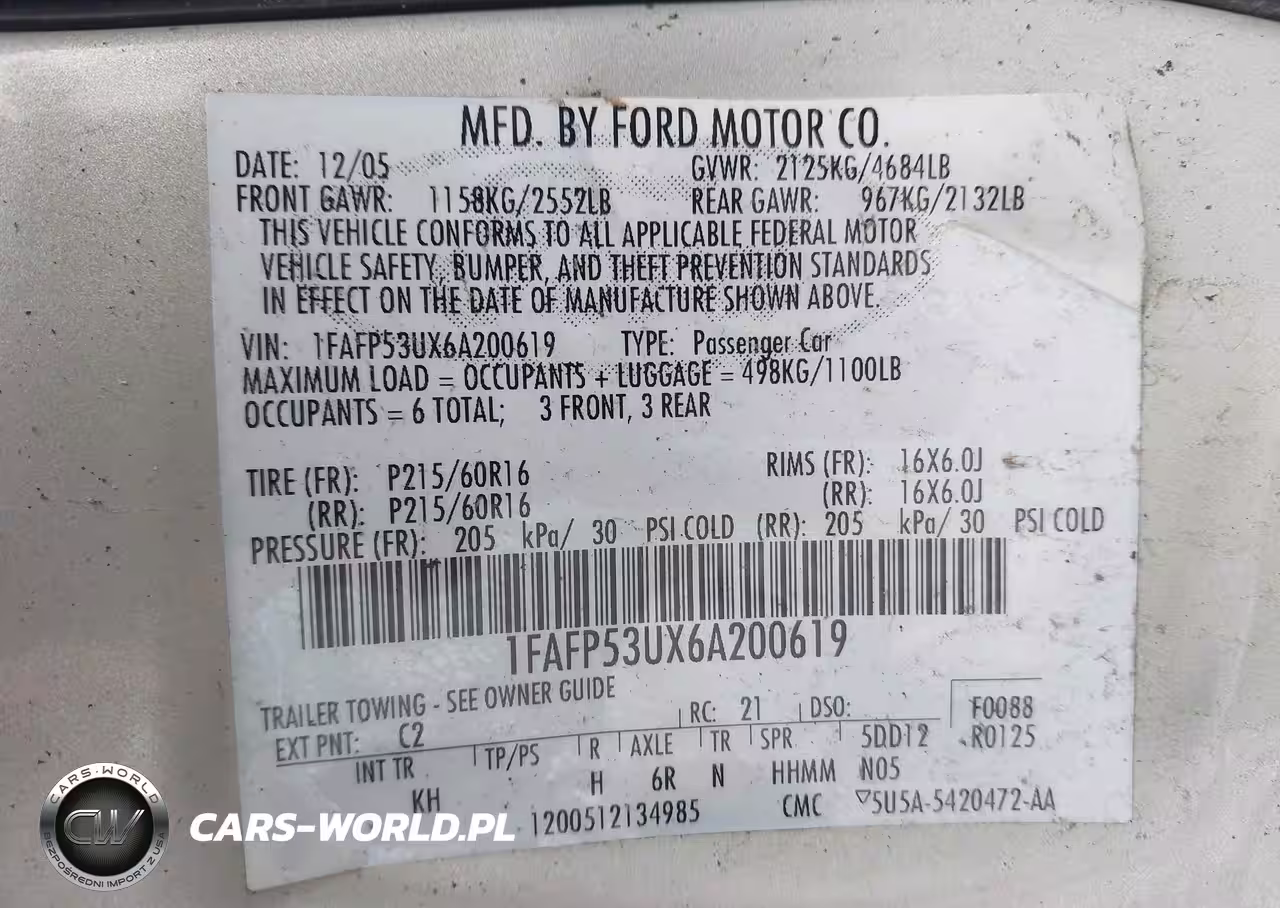 MFD. BY FORD MOTOR CO.
DATE: 12/05 GVWR: 2125KG/4684LB
FRONT GAWR: 1158KG/2552LB REAR GAWR: 967KG/2132LB
THIS VEHICLE CONFORMS TO ALL APPLICABLE FEDERAL MOTOR
VEHICLE SAFETY, BUMPER, AND THEFT PREVENTION STANDARDS
IN EFFECT ON THE DATE OF MANUFACTURE SHOWN ABOVE.
VIN: 1FAFP53UX6A200619 TYPE: Passenger Car
MAXIMUM LOAD = OCCUPANTS + LUGGAGE = 498KG/1100LB
OCCUPANTS = 6 TOTAL; 3 FRONT, 3 REAR
TIRE (FR): P215/60R16 RIMS (FR): 16X6.0J
(RR): P215/60R16 (RR): 16X6.0J
PRESSURE (FR): 205 kPa/ 30 PSI COLD (RR): 205 kPa/ 30 PSI COLD
1FAFP53UX6A200619
TRAILER TOWING - SEE OWNER GUIDE
EXT PNT: C2 RC: 21 DSO: F0088
INT TR TP/PS R AXLE TR SPR 5DD12 R0125
KH H 6R N HHMM N05
1200512134985 CMC ▽5U5A-5420472-AA
CARS-WORLD
CW
BEZPOŚREDNI IMPORT Z USA
CARS-WORLD.PL